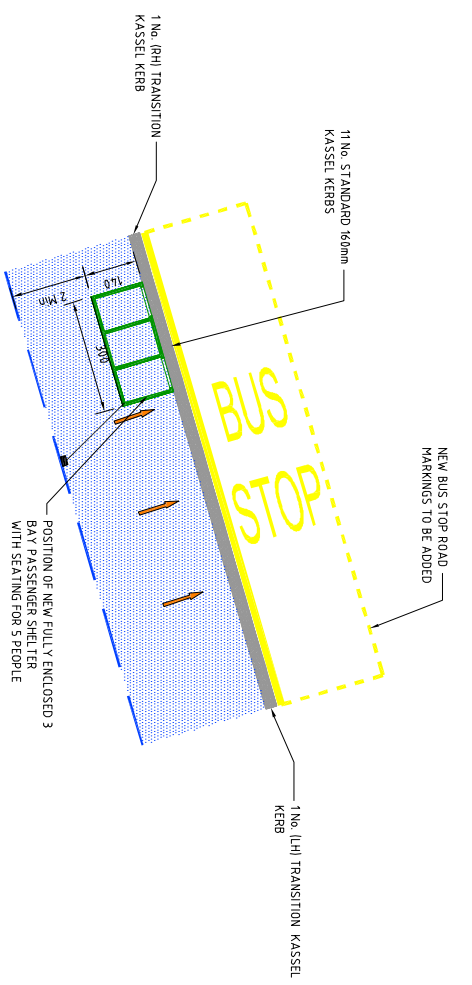 NEW BUS STOP ROAD
MARKINGS TO BE ADDED
11 No. STANDARD 160mm
KASSEL KERBS
1 No. (RH) TRANSITION
KASSEL KERB
BUS
STOP
1 No. (LH) TRANSITION KASSEL
KERB
140
2 Min
300
POSITION OF NEW FULLY ENCLOSED 3
BAY PASSENGER SHELTER
WITH SEATING FOR 5 PEOPLE